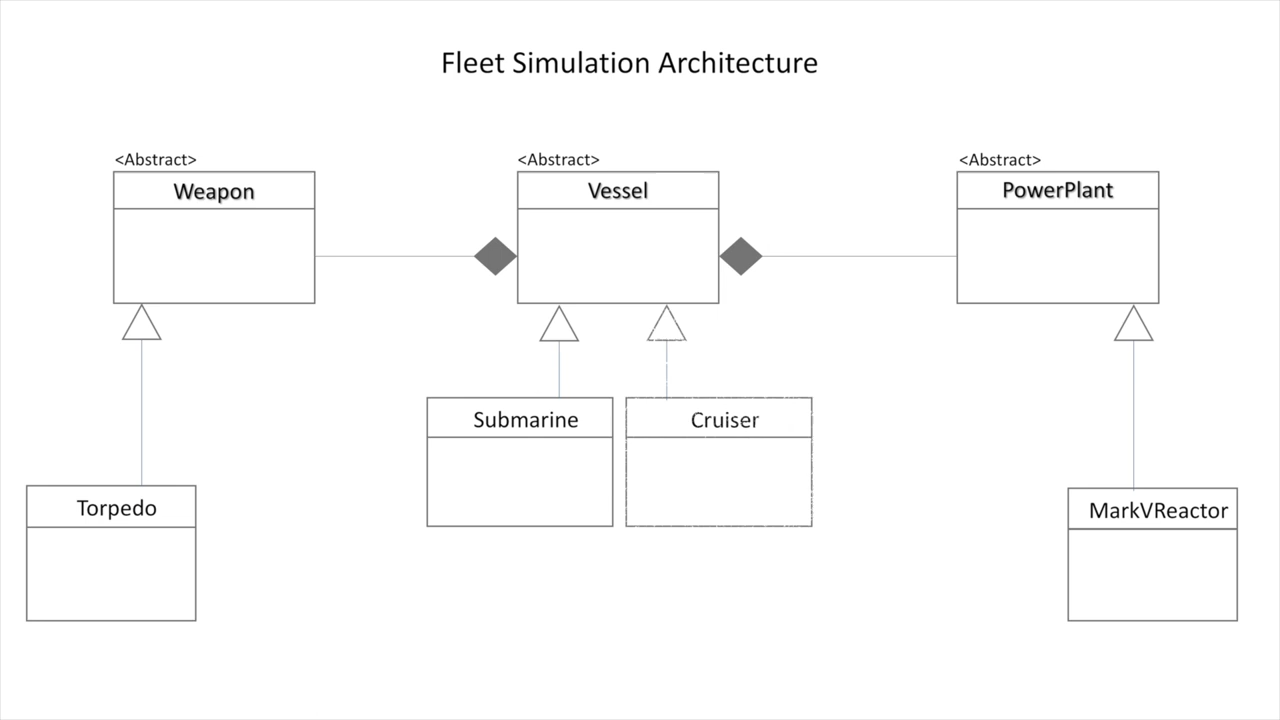 Fleet Simulation Architecture
<Abstract>
Weapon
<Abstract>
Vessel
<Abstract>
PowerPlant
Submarine
Cruiser
Torpedo
MarkVReactor